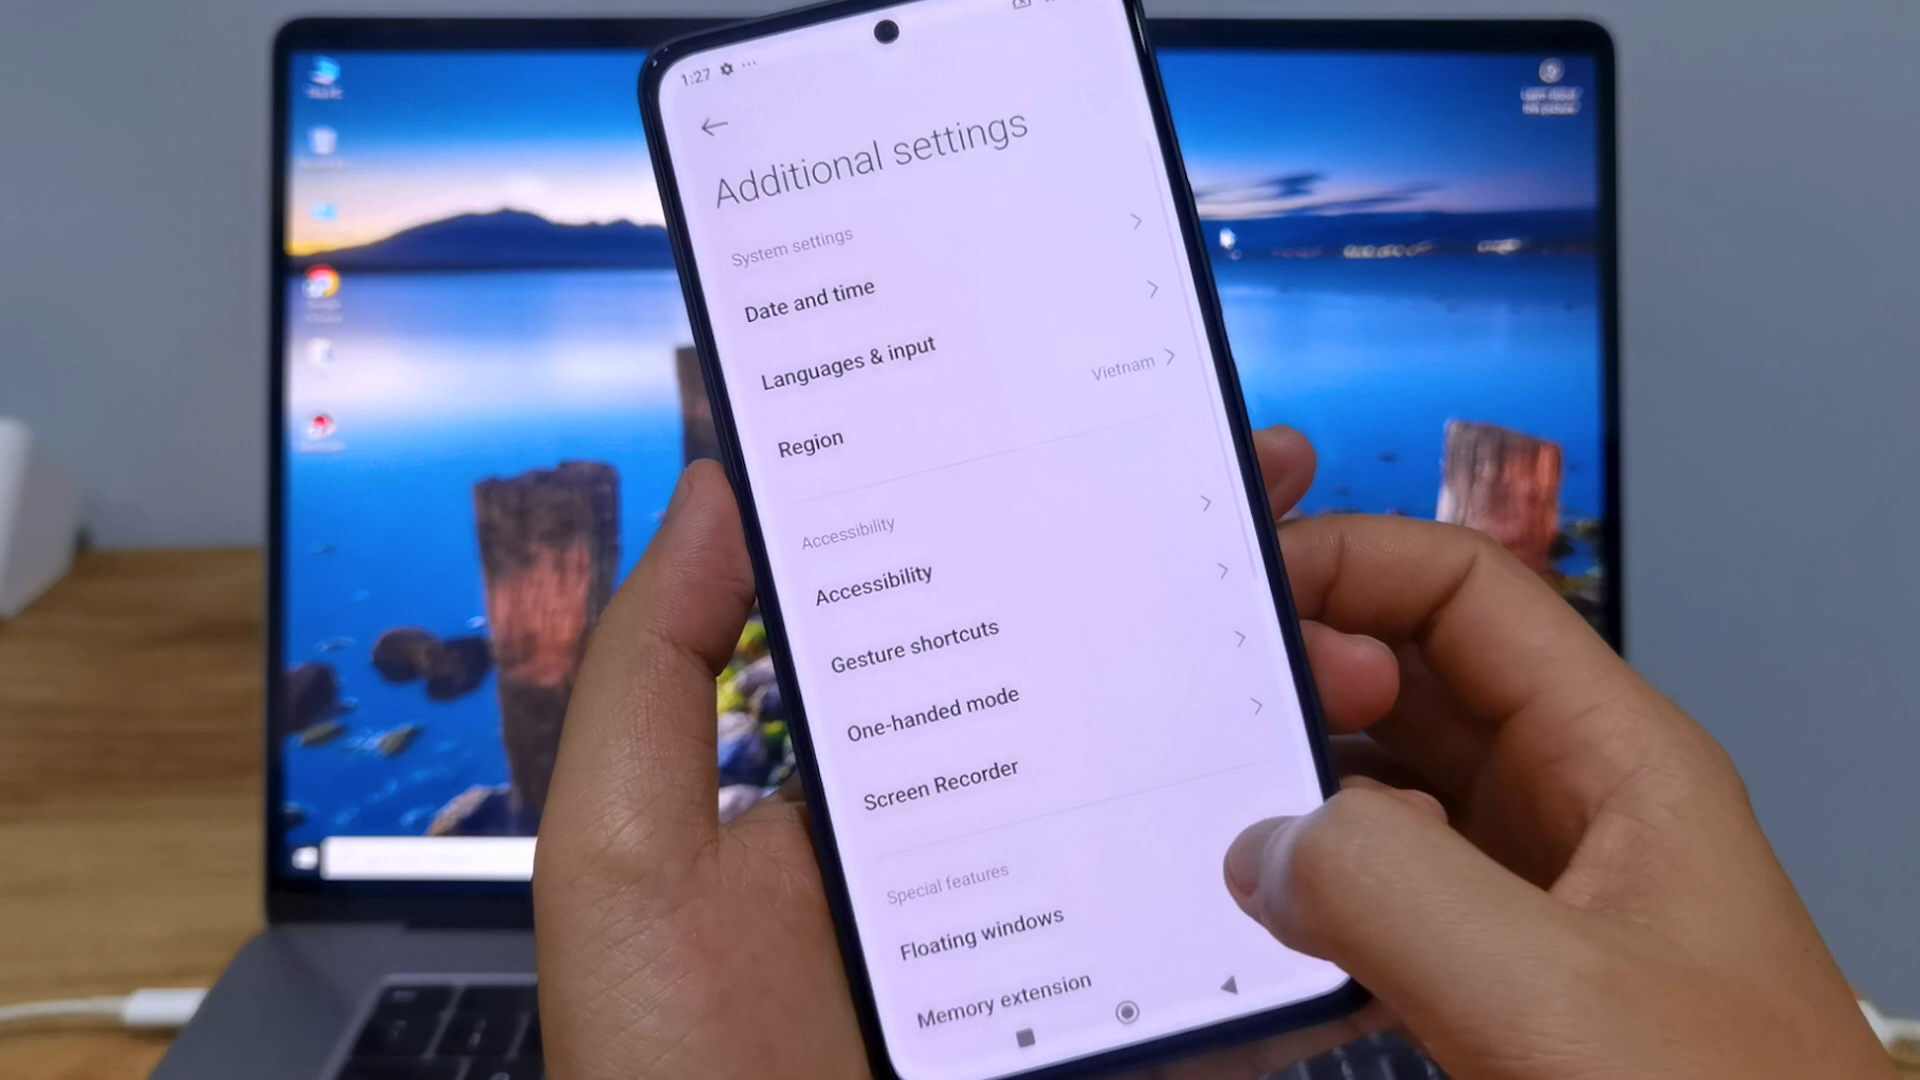 1:27
Additional settings
System settings
Date and time
Languages & input
Region
Vietnam
Accessibility
Accessibility
Gesture shortcuts
One-handed mode
Screen Recorder
Special features
Floating windows
Memory extension